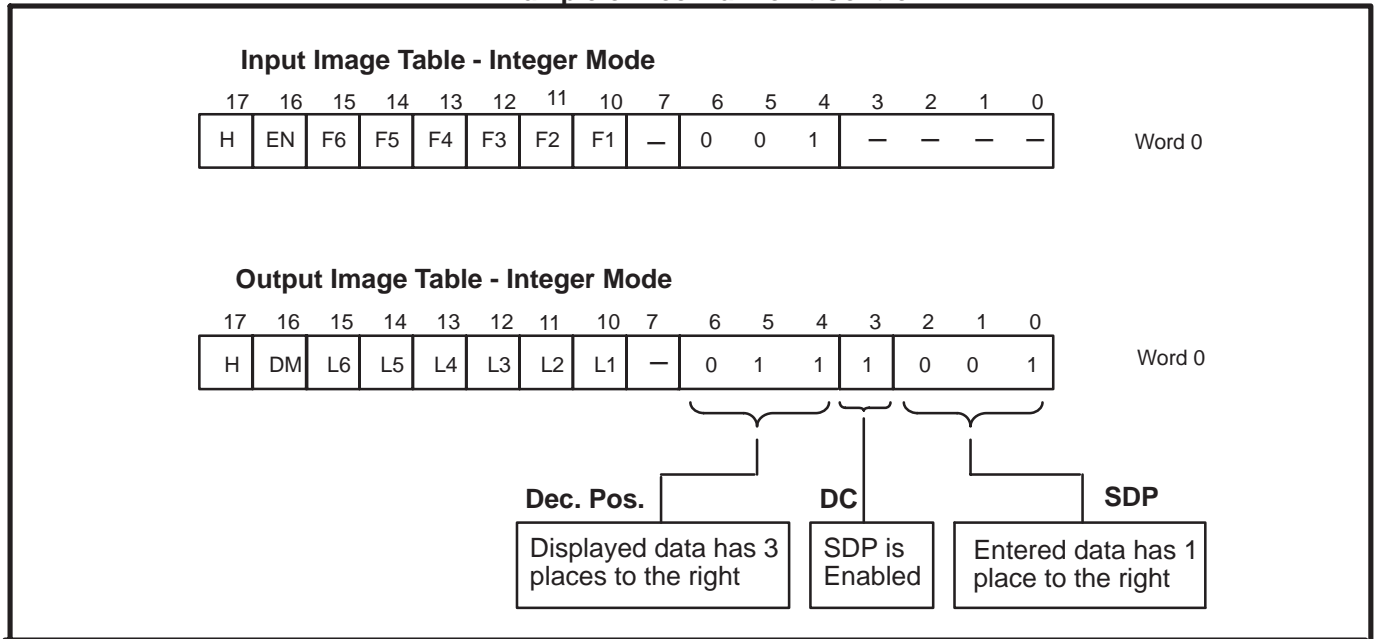 Input Image Table - Integer Mode
17 16 15 14 13 12 11 10 7 6 5 4 3 2 1 0
H EN F6 F5 F4 F3 F2 F1 – 0 0 1 – – – – Word 0
Output Image Table - Integer Mode
17 16 15 14 13 12 11 10 7 6 5 4 3 2 1 0
H DM L6 L5 L4 L3 L2 L1 – 0 1 1 1 0 0 1 Word 0
Dec. Pos. DC SDP
Displayed data has 3
places to the right
SDP is
Enabled
Entered data has 1
place to the right